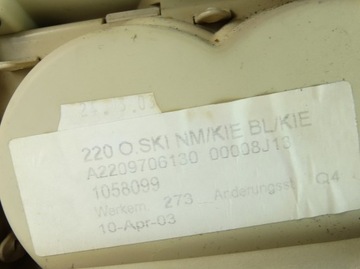 220 O.SKI NM/KIE BL/KIE
A2209706130 00008J13
1058099
Werkem: 273 Änderungsst: Q4
10-Apr-03